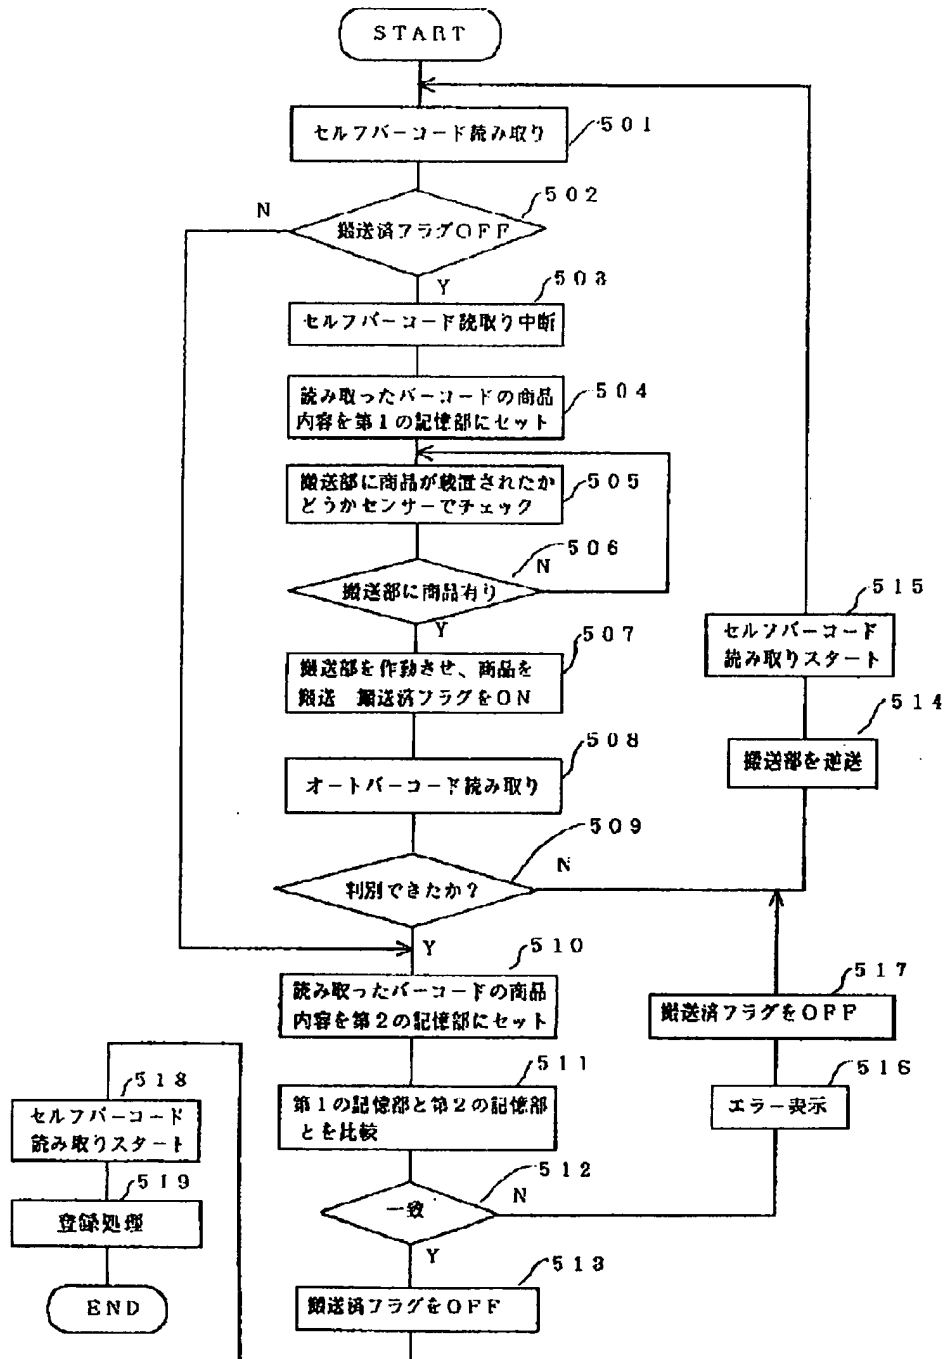 START
セルフバーコード読み取り
501
搬送済フラグOFF
502
N
Y
503
セルフバーコード読取り中断
読み取ったバーコードの商品
内容を第1の記憶部にセット
504
搬送部に商品が載置されたか
どうかセンサーでチェック
505
搬送部に商品有り
506
N
Y
搬送部を作動させ、商品を
搬送 搬送済フラグをON
507
オートバーコード読み取り
508
判別できたか？
509
N
Y
読み取ったバーコードの商品
内容を第2の記憶部にセット
510
第1の記憶部と第2の記憶部
とを比較
511
一致
512
N
Y
搬送済フラグをOFF
513
搬送部を逆送
514
セルフバーコード
読み取りスタート
515
エラー表示
516
搬送済フラグをOFF
517
セルフバーコード
読み取りスタート
518
登録処理
519
END